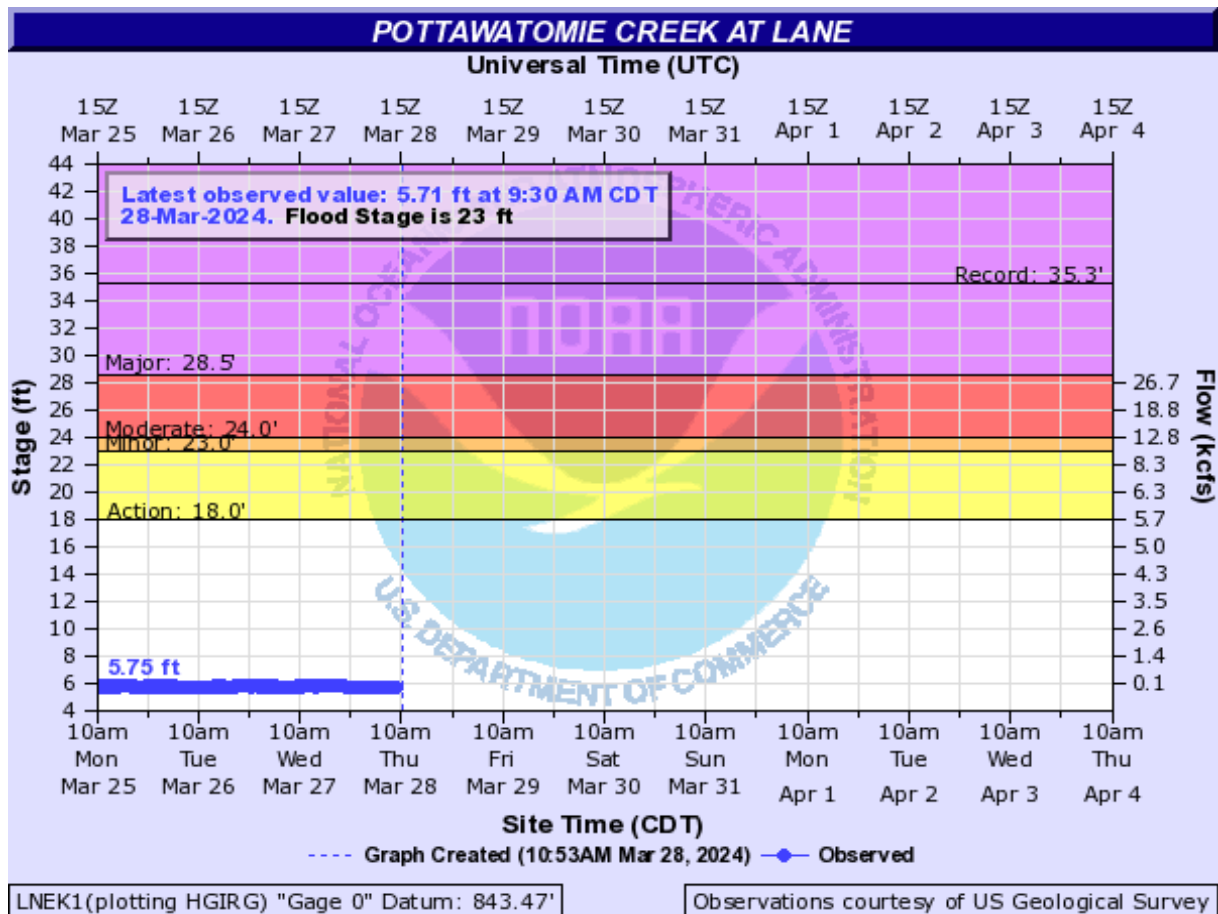 POTTAWATOMIE CREEK AT LANE
Universal Time (UTC)
15Z 15Z 15Z 15Z 15Z 15Z 15Z 15Z 15Z 15Z 15Z
Mar 25 Mar 26 Mar 27 Mar 28 Mar 29 Mar 30 Mar 31 Apr 1 Apr 2 Apr 3 Apr 4
Latest observed value: 5.71 ft at 9:30 AM CDT
28-Mar-2024. Flood Stage is 23 ft
44
42
40
38
36
34
32
30
28
26
24
22
20
18
16
14
12
10
8
6
4
Stage (ft)
Record: 35.3'
Major: 28.5'
Moderate: 24.0'
Minor: 23.0'
Action: 18.0'
5.75 ft
NATIONAL OCEANIC AND ATMOSPHERIC ADMINISTRATION
NOAA
U.S. DEPARTMENT OF COMMERCE
26.7
18.8
12.8
8.3
6.3
5.7
5.0
4.3
3.5
2.6
1.4
0.1
Flow (kcfs)
10am 10am 10am 10am 10am 10am 10am 10am 10am 10am 10am
Mon Tue Wed Thu Fri Sat Sun Mon Tue Wed Thu
Mar 25 Mar 26 Mar 27 Mar 28 Mar 29 Mar 30 Mar 31 Apr 1 Apr 2 Apr 3 Apr 4
Site Time (CDT)
Graph Created (10:53AM Mar 28, 2024) Observed
LNEK1(plotting HGIRG) "Gage 0" Datum: 843.47'
Observations courtesy of US Geological Survey